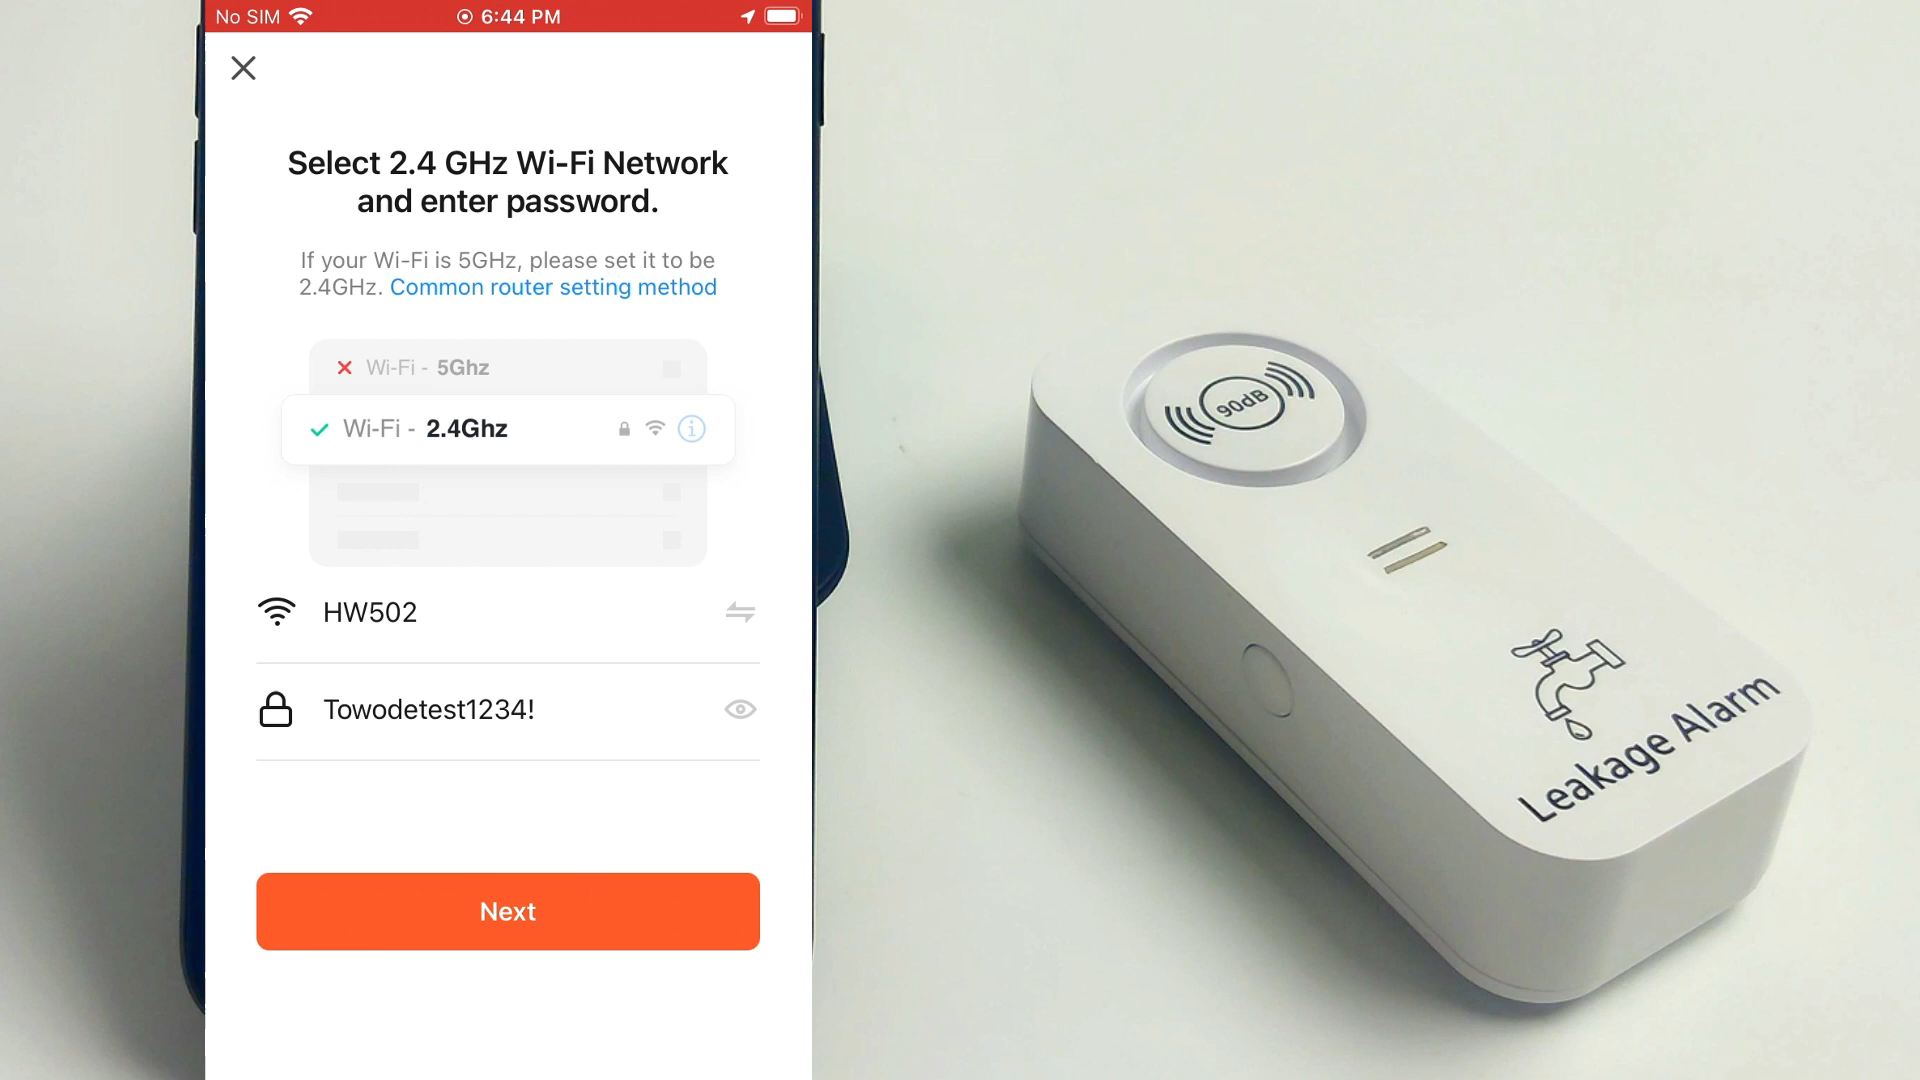 No SIM
6:44 PM
Select 2.4 GHz Wi-Fi Network
and enter password.
If your Wi-Fi is 5GHz, please set it to be
2.4GHz. Common router setting method
Wi-Fi - 5Ghz
Wi-Fi - 2.4Ghz
HW502
Towodetest1234!
Next
90dB
Leakage Alarm